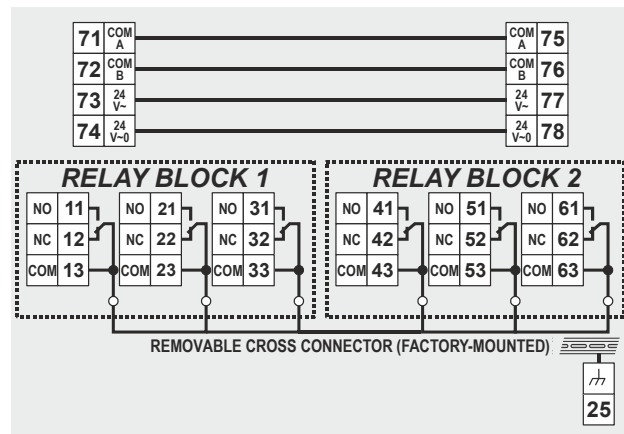 71 COM A COM A 75
72 COM B COM B 76
73 24 V~ 24 V~ 77
74 24 V~0 24 V~0 78
RELAY BLOCK 1 RELAY BLOCK 2
NO 11 NO 21 NO 31 NO 41 NO 51 NO 61
NC 12 NC 22 NC 32 NC 42 NC 52 NC 62
COM 13 COM 23 COM 33 COM 43 COM 53 COM 63
REMOVABLE CROSS CONNECTOR (FACTORY-MOUNTED)
25